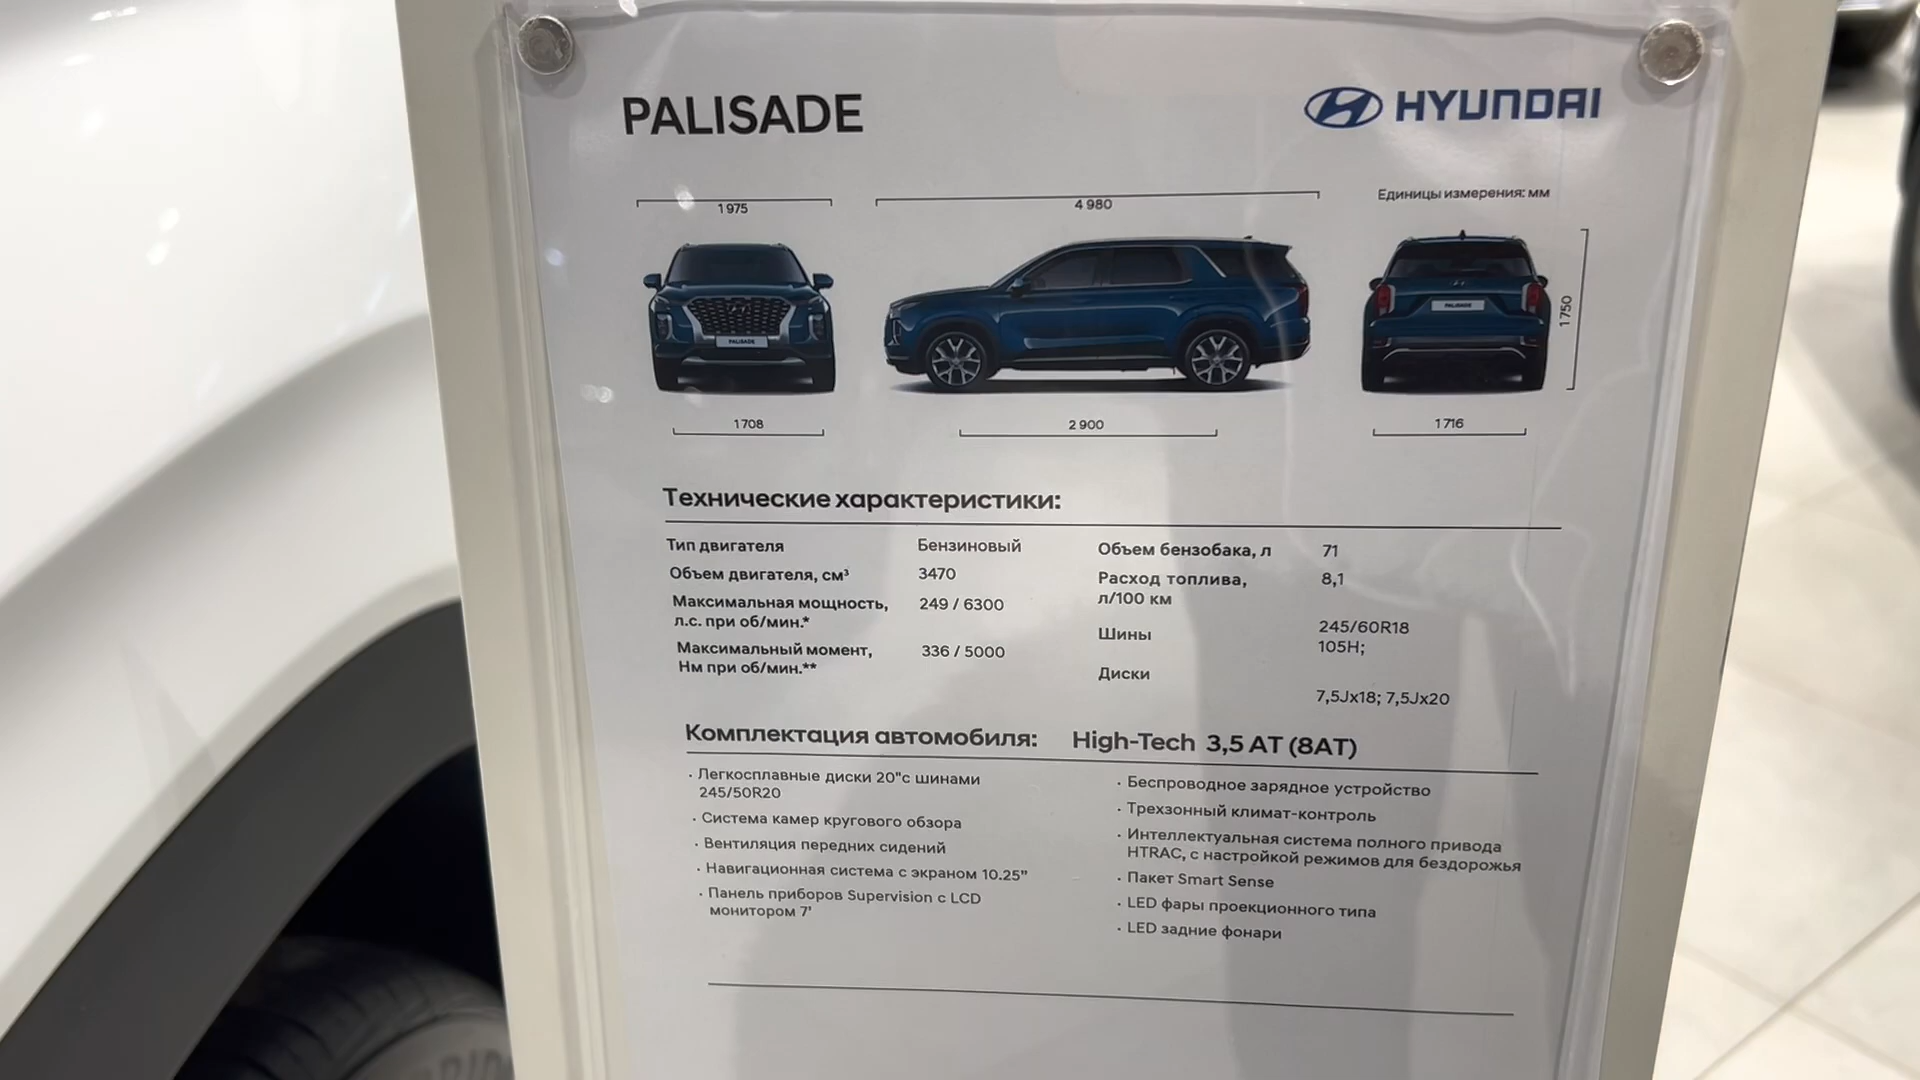 PALISADE
HYUNDAI
Единицы измерения: мм
1975
4 980
1750
PALISADE
PALISADE
1708
2 900
1716
Технические характеристики:
Тип двигателя Бензиновый
Объем двигателя, см³ 3470
Максимальная мощность, 249 / 6300
л.с. при об/мин.*
Максимальный момент, 336 / 5000
Нм при об/мин.**
Объем бензобака, л 71
Расход топлива, 8,1
л/100 км
Шины 245/60R18
105H;
Диски
7,5Jx18; 7,5Jx20
Комплектация автомобиля: High-Tech 3,5 AT (8AT)
· Легкосплавные диски 20"с шинами
245/50R20
· Система камер кругового обзора
· Вентиляция передних сидений
· Навигационная система с экраном 10.25”
· Панель приборов Supervision с LCD
монитором 7'
· Беспроводное зарядное устройство
· Трехзонный климат-контроль
· Интеллектуальная система полного привода
HTRAC, с настройкой режимов для бездорожья
· Пакет Smart Sense
· LED фары проекционного типа
· LED задние фонари